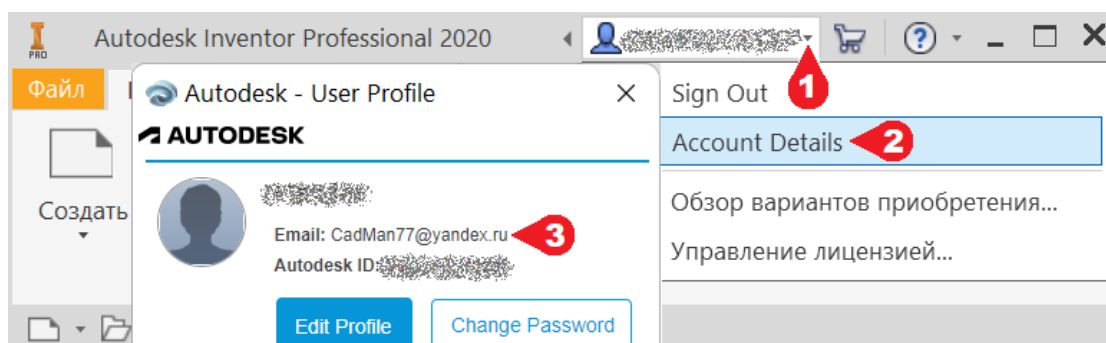 PRO
Autodesk Inventor Professional 2020
Файл
Autodesk - User Profile
AUTODESK
Email: CadMan77@yandex.ru
Autodesk ID:
Edit Profile
Change Password
Создать
1
Sign Out
Account Details
2
3
Обзор вариантов приобретения...
Управление лицензией...